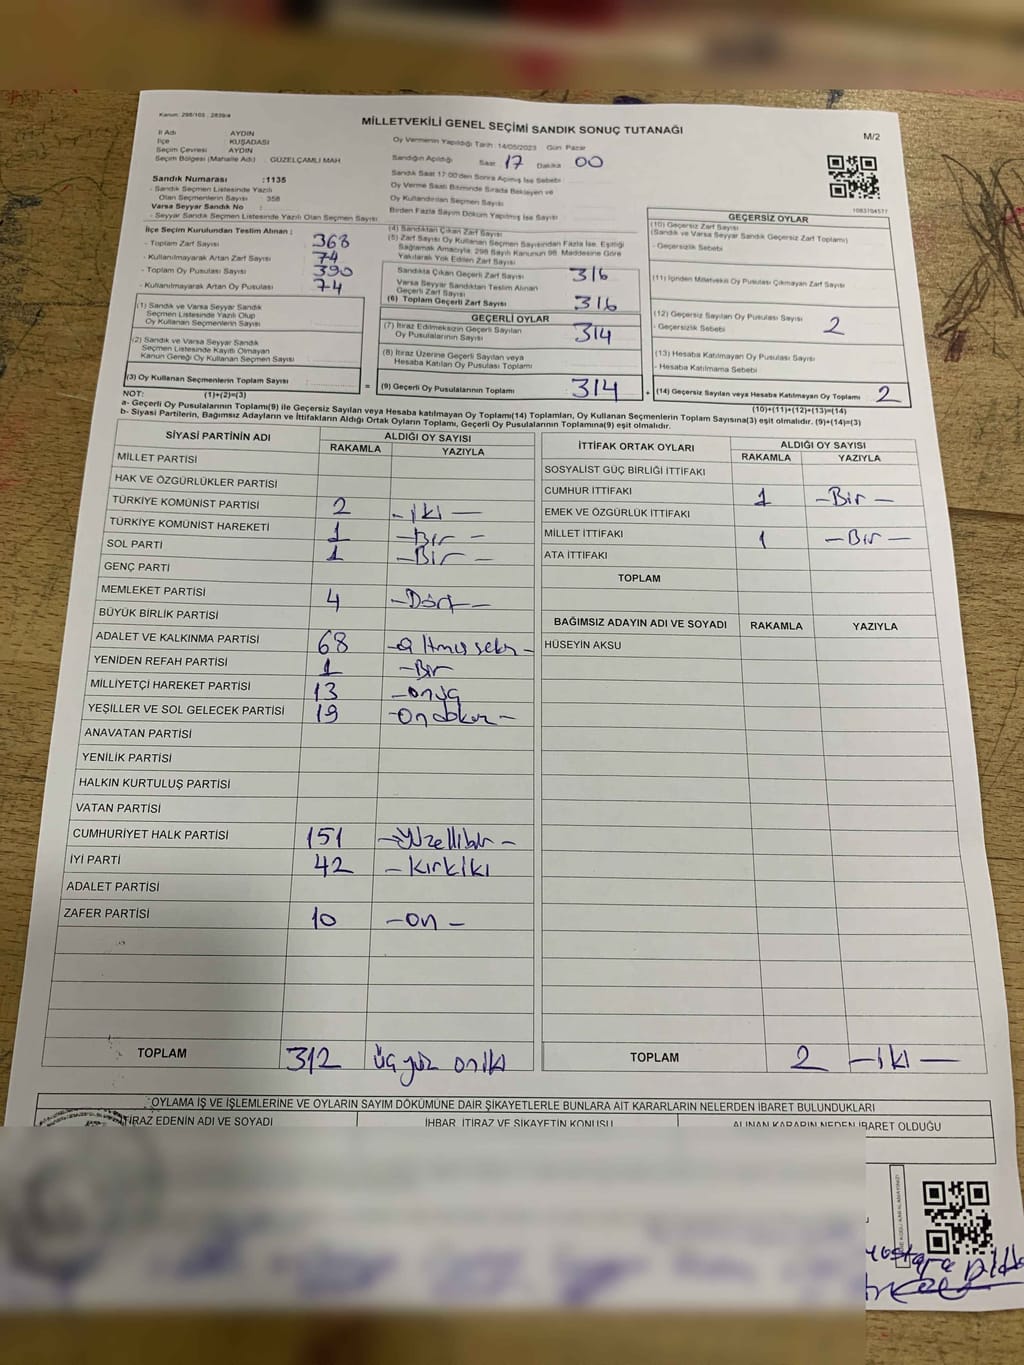 Kanun: 298/105 , 2839/4
MİLLETVEKİLİ GENEL SEÇİMİ SANDIK SONUÇ TUTANAĞI
M/2
İl Adı AYDIN
İlçe KUŞADASI
Seçim Çevresi AYDIN
Seçim Bölgesi (Mahalle Adı) GÜZELÇAMLI MAH
Sandık Numarası :1135
- Sandık Seçmen Listesinde Yazılı
Olan Seçmenlerin Sayısı 358
Varsa Seyyar Sandık No :
- Seyyar Sandık Seçmen Listesinde Yazılı Olan Seçmen Sayısı
Oy Vermenin Yapıldığı Tarih :14/05/2023 Gün Pazar
Sandığın Açıldığı Saat 17 Dakika 00
Sandık Saat 17:00'den Sonra Açılmış İse Sebebi
Oy Verme Saati Bitiminde Sırada Bekleyen ve
Oy Kullandırılan Seçmen Sayısı
Birden Fazla Sayım Döküm Yapılmış İse Sayısı
1083104577
İlçe Seçim Kurulundan Teslim Alınan ;
- Toplam Zarf Sayısı 368
- Kullanılmayarak Artan Zarf Sayısı 74
- Toplam Oy Pusulası Sayısı 390
- Kullanılmayarak Artan Oy Pusulası 74
(1) Sandık ve Varsa Seyyar Sandık
Seçmen Listesinde Yazılı Olup
Oy Kullanan Seçmenlerin Sayısı
(2) Sandık ve Varsa Seyyar Sandık
Seçmen Listesinde Kayıtlı Olmayan
Kanun Gereği Oy Kullanan Seçmen Sayısı
(3) Oy Kullanan Seçmenlerin Toplam Sayısı
(1)+(2)=(3)
(4) Sandıktan Çıkan Zarf Sayısı
(5) Zarf Sayısı Oy Kullanan Seçmen Sayısından Fazla İse, Eşitliği
Sağlamak Amacıyla, 298 Sayılı Kanunun 98. Maddesine Göre
Yakılarak Yok Edilen Zarf Sayısı
Sandıkta Çıkan Geçerli Zarf Sayısı 316
Varsa Seyyar Sandıktan Teslim Alınan
Geçerli Zarf Sayısı
(6) Toplam Geçerli Zarf Sayısı 316
GEÇERLİ OYLAR
(7) İtiraz Edilmeksizin Geçerli Sayılan
Oy Pusulalarının Sayısı 314
(8) İtiraz Üzerine Geçerli Sayılan veya
Hesaba Katılan Oy Pusulası Toplamı
= (9) Geçerli Oy Pusulalarının Toplamı 314
GEÇERSİZ OYLAR
(10) Geçersiz Zarf Sayısı
(Sandık ve Varsa Seyyar Sandık Geçersiz Zarf Toplamı)
- Geçersizlik Sebebi
(11) İçinden Milletvekili Oy Pusulası Çıkmayan Zarf Sayısı
(12) Geçersiz Sayılan Oy Pusulası Sayısı 2
- Geçersizlik Sebebi
(13) Hesaba Katılmayan Oy Pusulası Sayısı
- Hesaba Katılmama Sebebi
+ (14) Geçersiz Sayılan veya Hesaba Katılmayan Oy Toplamı 2
(10)+(11)+(12)+(13)=(14)
NOT:
a- Geçerli Oy Pusulalarının Toplamı(9) ile Geçersiz Sayılan veya Hesaba katılmayan Oy Toplamı(14) Toplamları, Oy Kullanan Seçmenlerin Toplam Sayısına(3) eşit olmalıdır. (9)+(14)=(3)
b- Siyasi Partilerin, Bağımsız Adayların ve İttifakların Aldığı Ortak Oyların Toplamı, Geçerli Oy Pusulalarının Toplamına(9) eşit olmalıdır.
SİYASİ PARTİNİN ADI ALDIĞI OY SAYISI
RAKAMLA YAZIYLA
MİLLET PARTİSİ
HAK VE ÖZGÜRLÜKLER PARTİSİ
TÜRKİYE KOMÜNİST PARTİSİ 2 -iki-
TÜRKİYE KOMÜNİST HAREKETİ 1 -Bir-
SOL PARTİ 1 -Bir-
GENÇ PARTİ
MEMLEKET PARTİSİ 4 -Dört-
BÜYÜK BİRLİK PARTİSİ
ADALET VE KALKINMA PARTİSİ 68 -altmışsekiz-
YENİDEN REFAH PARTİSİ 1 -Bir
MİLLİYETÇİ HAREKET PARTİSİ 13 -onüç
YEŞİLLER VE SOL GELECEK PARTİSİ 19 -Ondokuz-
ANAVATAN PARTİSİ
YENİLİK PARTİSİ
HALKIN KURTULUŞ PARTİSİ
VATAN PARTİSİ
CUMHURİYET HALK PARTİSİ 151 -Yüzellibir-
İYİ PARTİ 42 -Kırkiki
ADALET PARTİSİ
ZAFER PARTİSİ 10 -on-
TOPLAM 312 üçyüz oniki
İTTİFAK ORTAK OYLARI ALDIĞI OY SAYISI
RAKAMLA YAZIYLA
SOSYALİST GÜÇ BİRLİĞİ İTTİFAKI
CUMHUR İTTİFAKI 1 -Bir-
EMEK VE ÖZGÜRLÜK İTTİFAKI
MİLLET İTTİFAKI 1 -Bir-
ATA İTTİFAKI
TOPLAM
BAĞIMSIZ ADAYIN ADI VE SOYADI RAKAMLA YAZIYLA
HÜSEYİN AKSU
TOPLAM 2 -iki-
OYLAMA İŞ VE İŞLEMLERİNE VE OYLARIN SAYIM DÖKÜMÜNE DAİR ŞİKAYETLERLE BUNLARA AİT KARARLARIN NELERDEN İBARET BULUNDUKLARI
İTİRAZ EDENİN ADI VE SOYADI İHBAR, İTİRAZ VE ŞİKAYETİN KONUSU ALINAN KARARIN NEDEN İBARET OLDUĞU